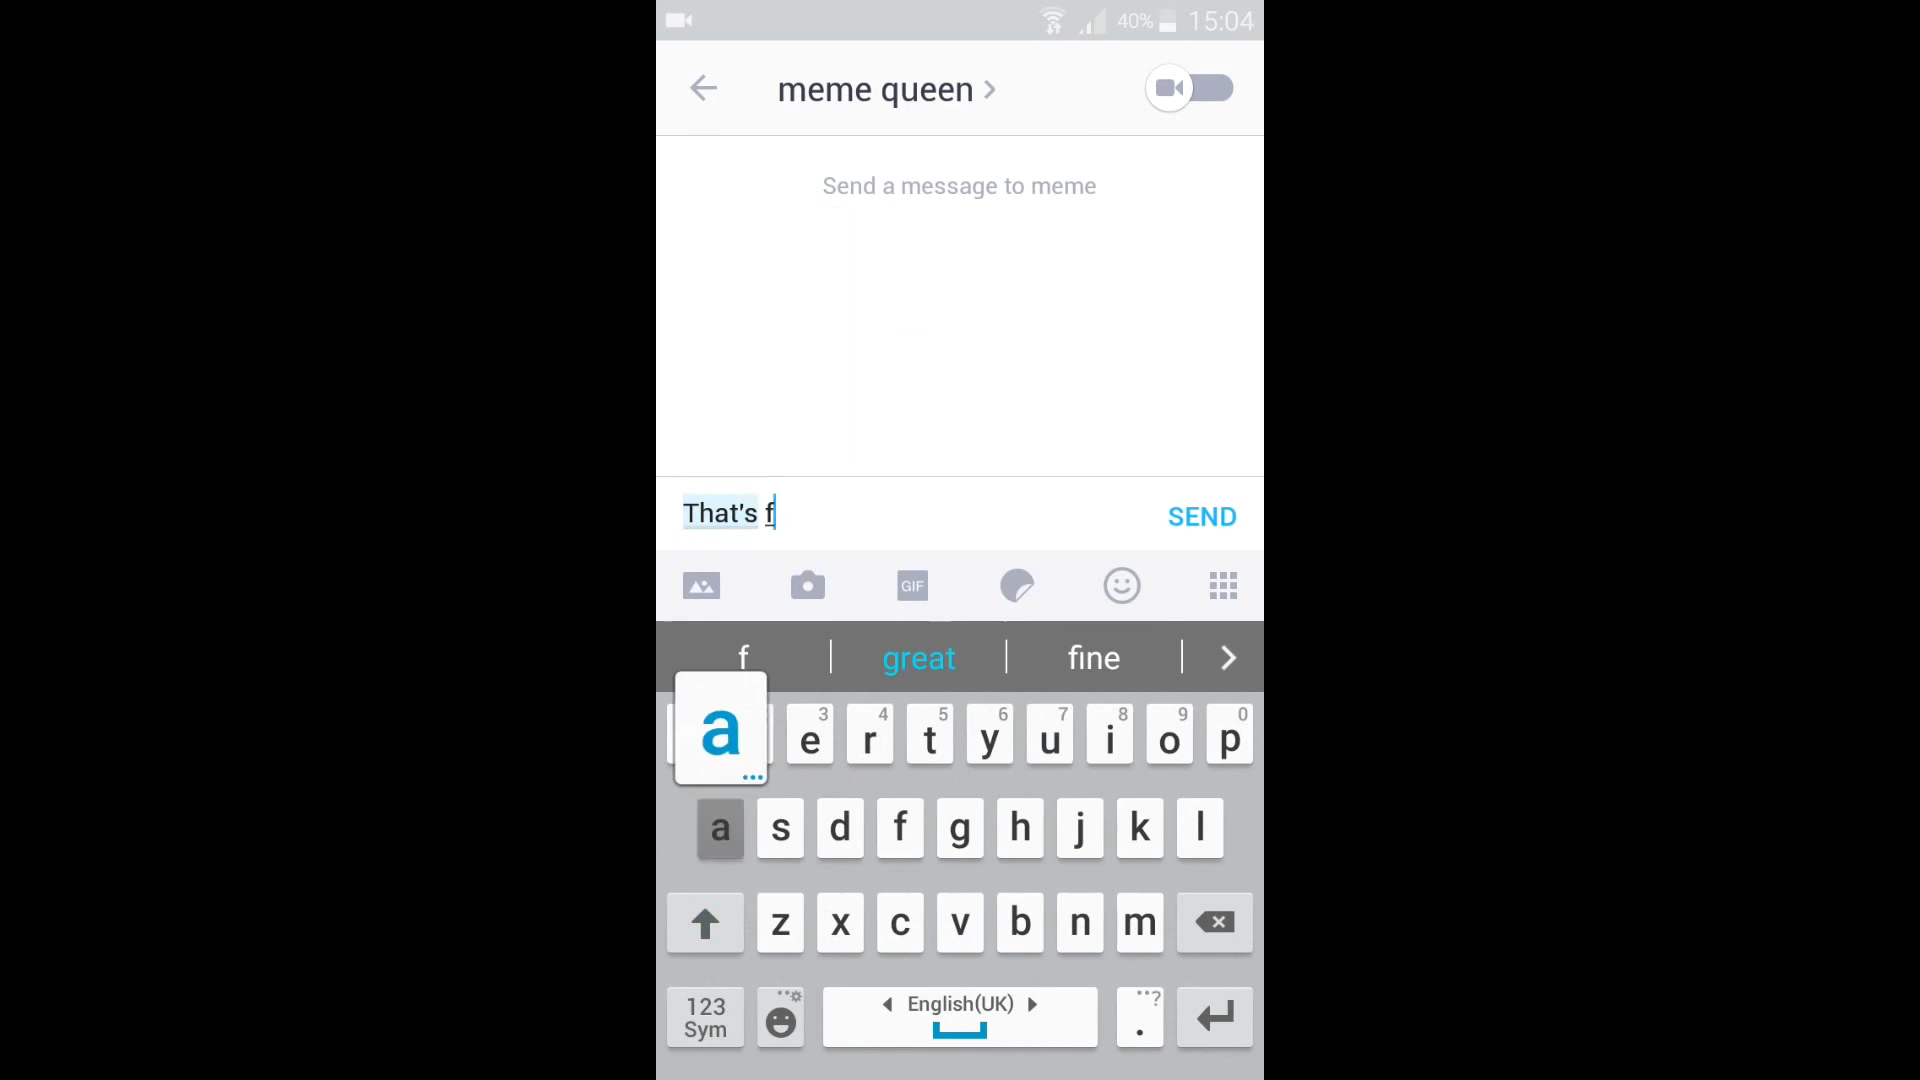 40% 15:04
meme queen
Send a message to meme
That's f
SEND
GIF
f great fine
a
3 4 5 6 7 8 9 0
e r t y u i o p
a s d f g h j k l
z x c v b n m
123 Sym English(UK) ? .